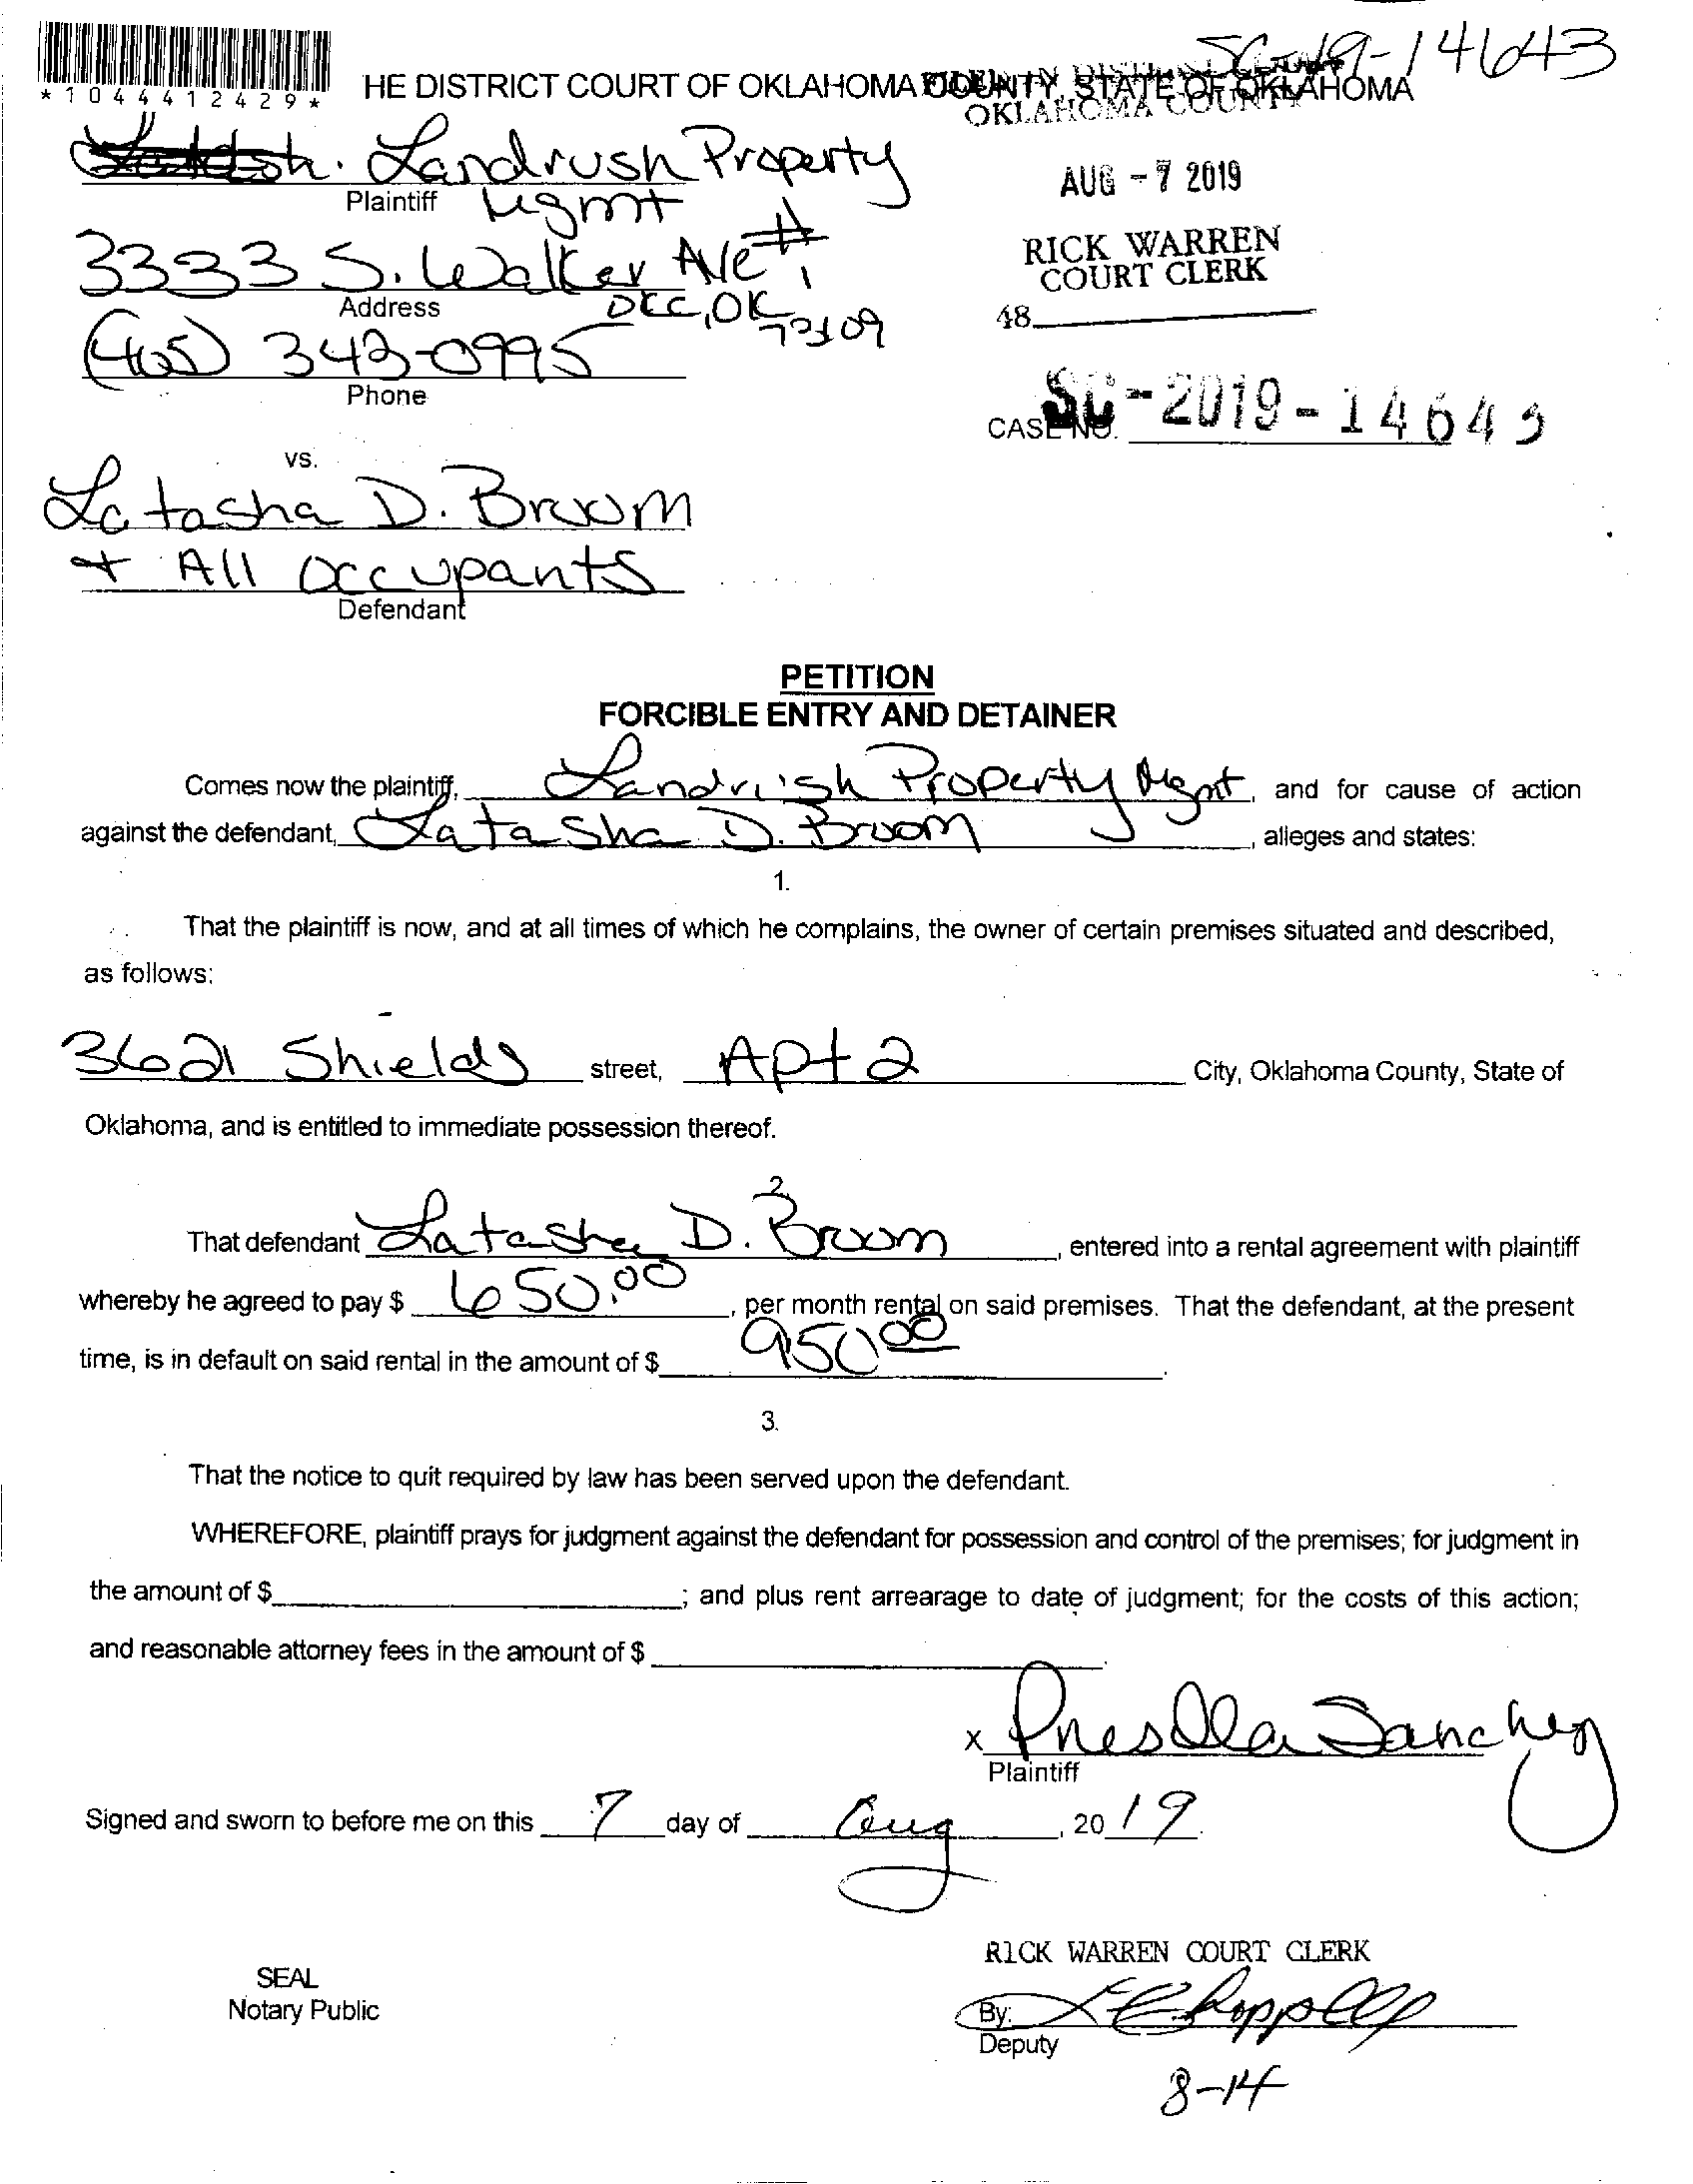 SC-19-14643
*1044412429*
HE DISTRICT COURT OF OKLAHOMA COUNTY, STATE OF OKLAHOMA
FILED IN DISTRICT COURT
OKLAHOMA COUNTY
Landrush Property
Plaintiff
Mgmt
AUG - 7 2019
3333 S. Walker Ave #1
Address
OKC, OK 73109
RICK WARREN
COURT CLERK
48
(405) 343-0995
Phone
CASE NO. SC-2019-14643
vs.
Latasha D. Broom
+ All Occupants
Defendant
PETITION
FORCIBLE ENTRY AND DETAINER
Comes now the plaintiff, Landrush Property Mgmt, and for cause of action
against the defendant, Latasha D. Broom, alleges and states:
1.
That the plaintiff is now, and at all times of which he complains, the owner of certain premises situated and described,
as follows:
3621 Shields street, Apt 2 City, Oklahoma County, State of
Oklahoma, and is entitled to immediate possession thereof.
2.
That defendant Latasha D. Broom, entered into a rental agreement with plaintiff
whereby he agreed to pay $ 650.00, per month rental on said premises. That the defendant, at the present
time, is in default on said rental in the amount of $ 950 00.
3.
That the notice to quit required by law has been served upon the defendant.
WHEREFORE, plaintiff prays for judgment against the defendant for possession and control of the premises; for judgment in
the amount of $ ; and plus rent arrearage to date of judgment; for the costs of this action;
and reasonable attorney fees in the amount of $ .
x Priscilla Sanchez
Plaintiff
Signed and sworn to before me on this 7 day of Aug, 2019.
RICK WARREN COURT CLERK
SEAL
Notary Public
By:
Deputy
8-14